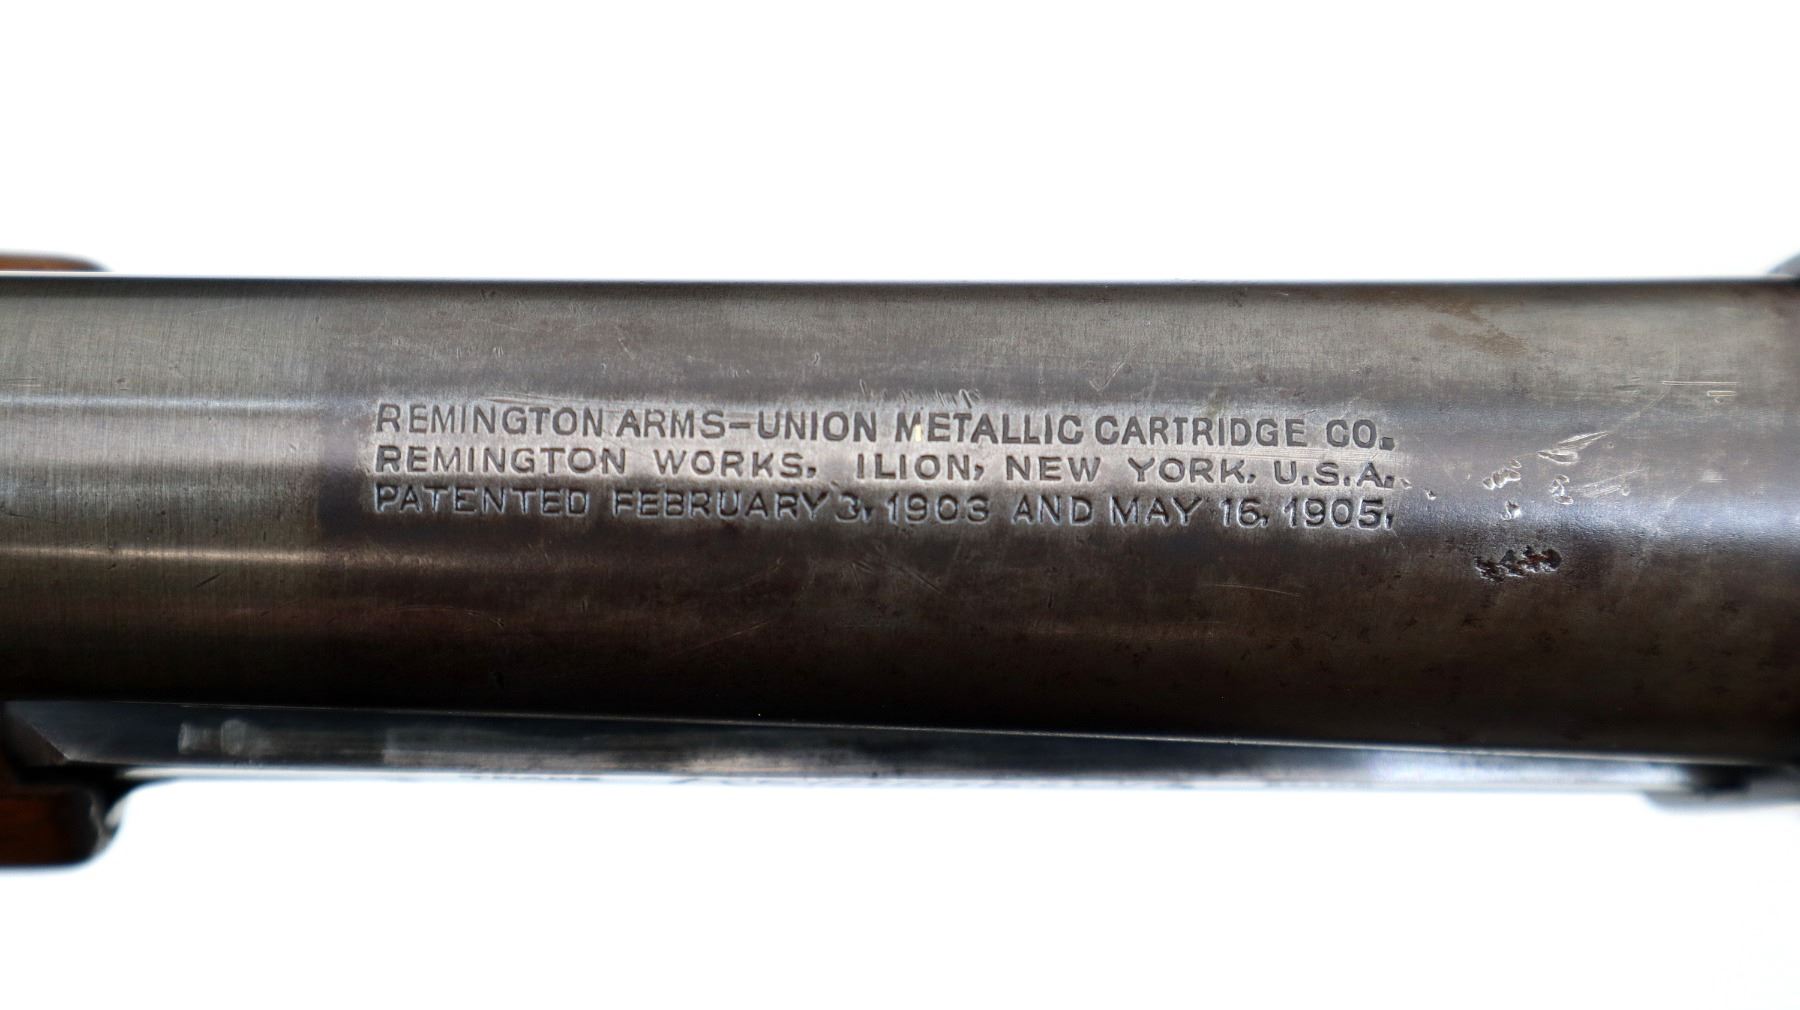 REMINGTON ARMS-UNION METALLIC CARTRIDGE CO.
REMINGTON WORKS. ILION, NEW YORK. U.S.A.
PATENTED FEBRUARY 3, 1903 AND MAY 16, 1905.